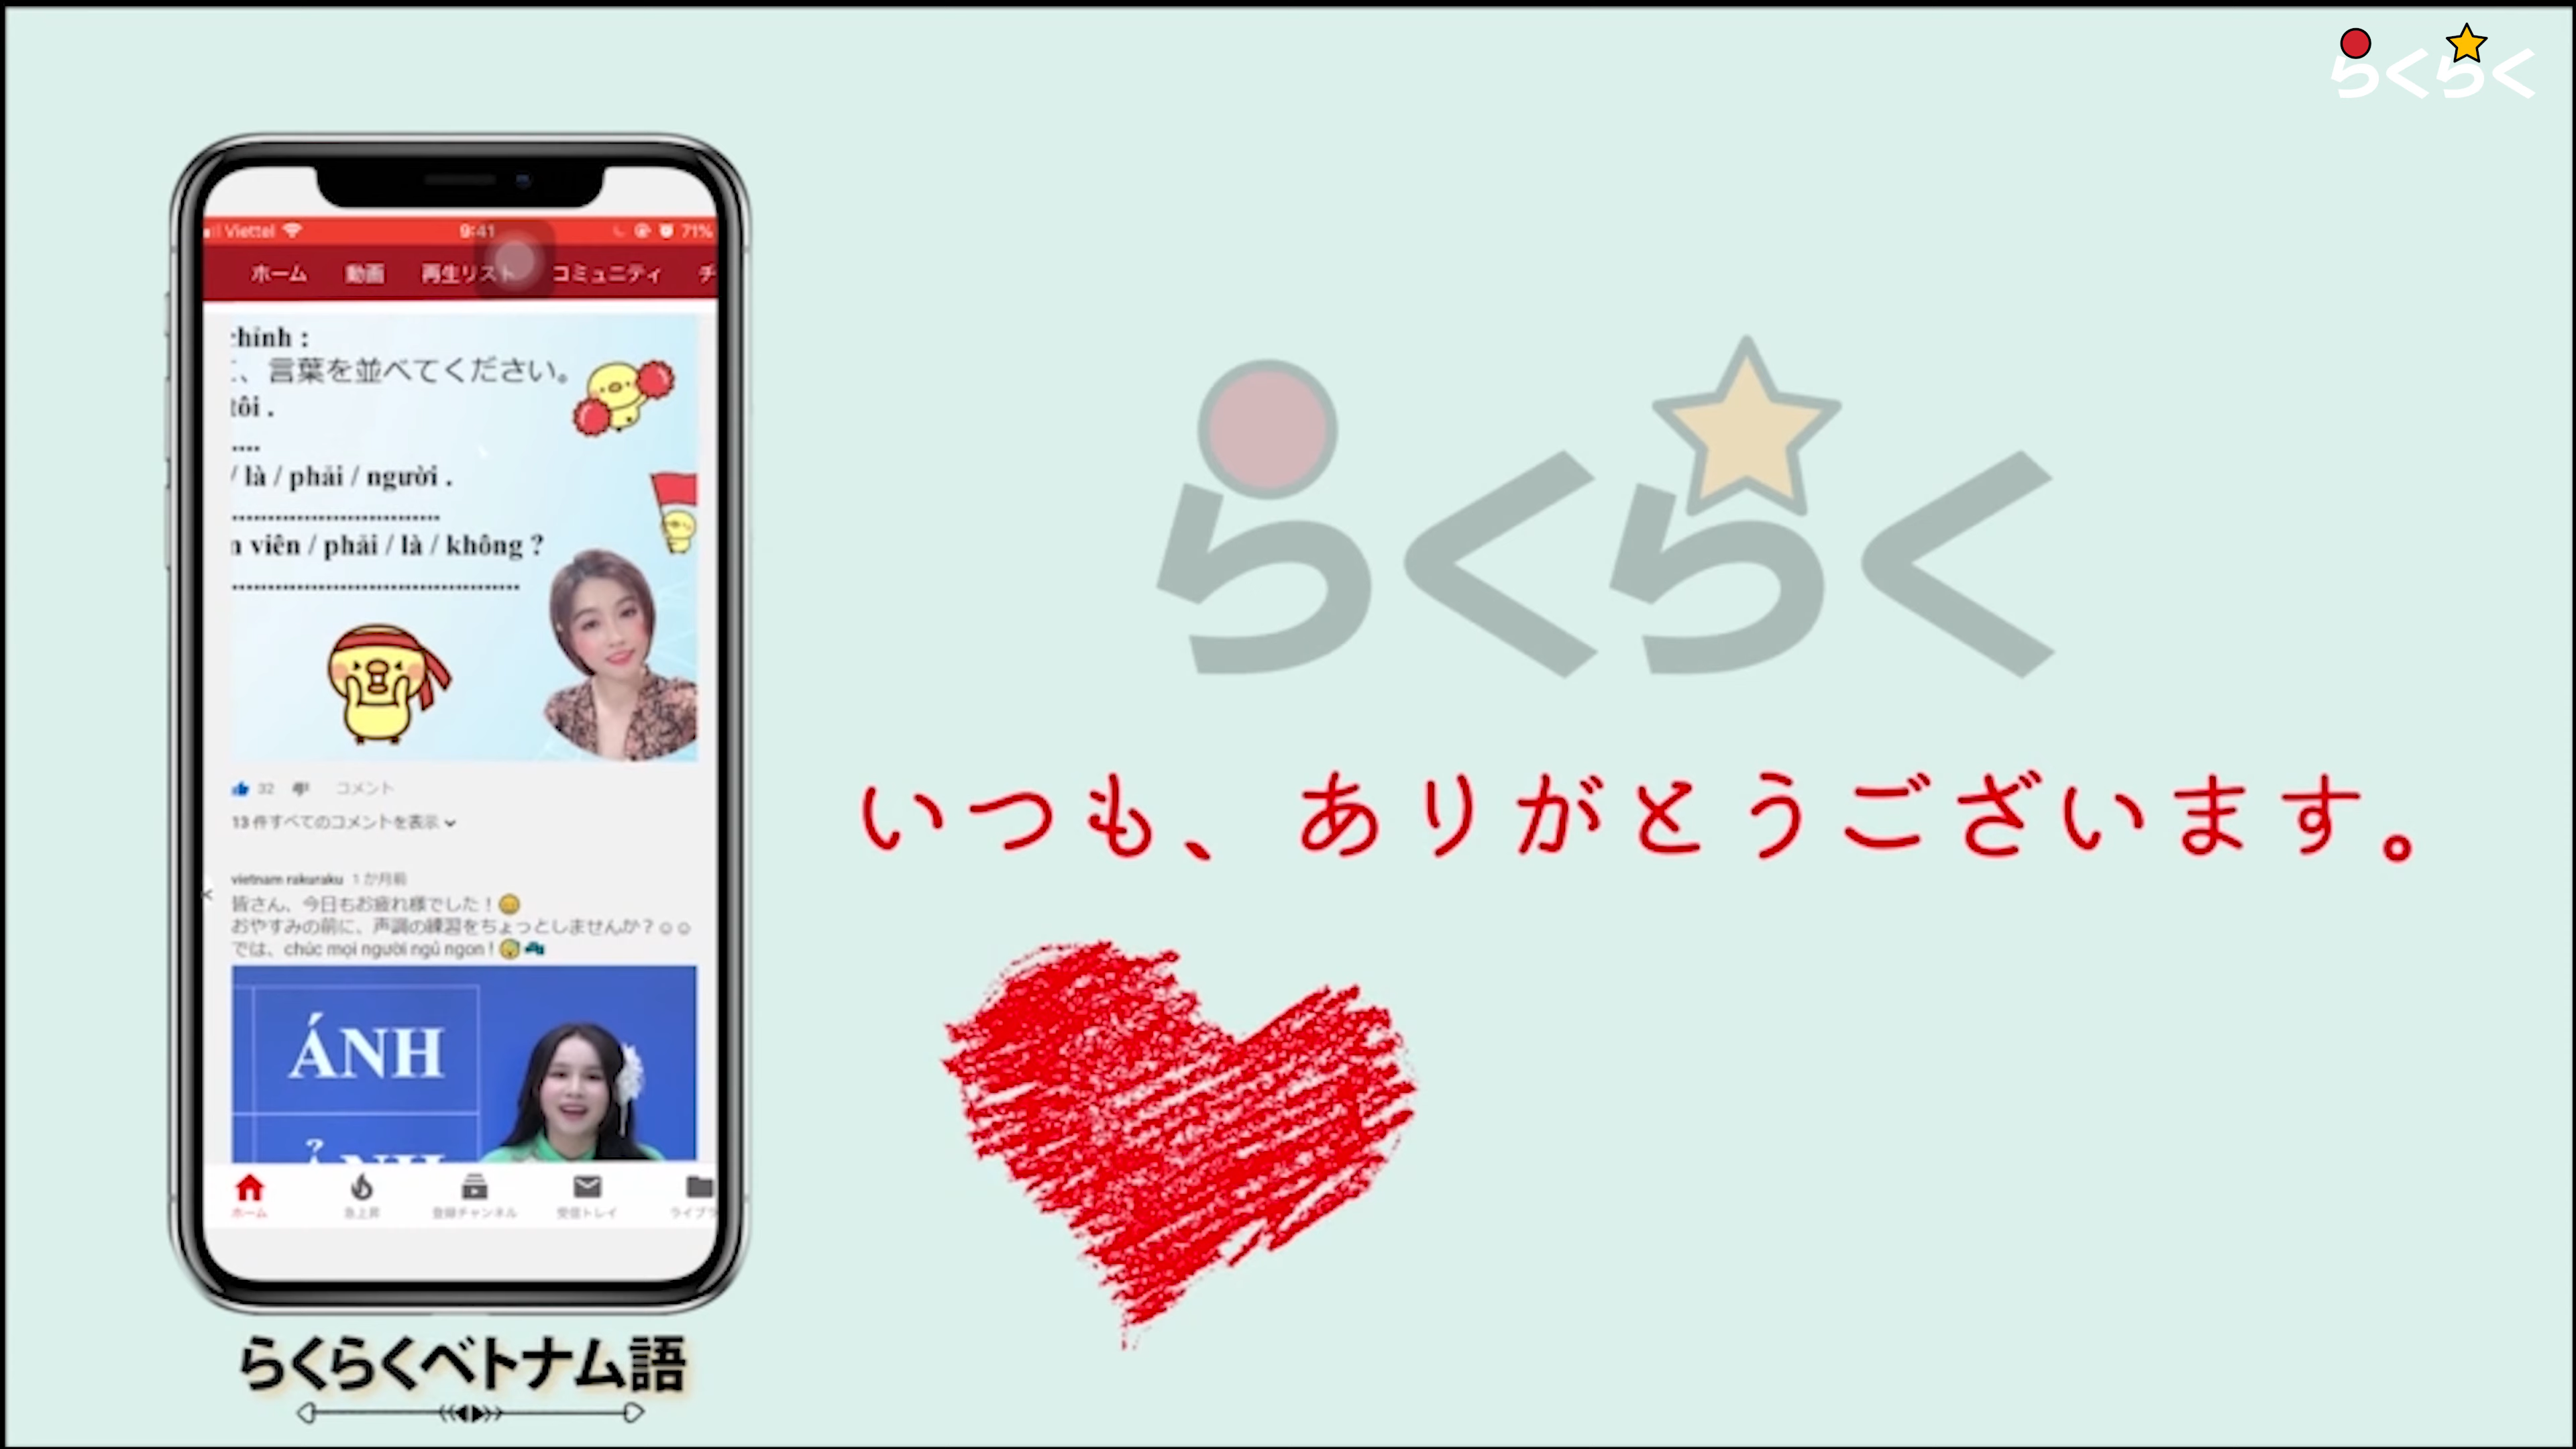 らくらく
Viettel 9:41 71%
ホーム 動画 再生リスト コミュニティ チ
chính :
、言葉を並べてください。
tôi .
....
/ là / phải / người .
n viên / phải / là / không ?
32 コメント
13 件すべてのコメントを表示
vietnam rakuraku 1 か月前
皆さん、今日もお疲れ様でした！
おやすみの前に、声調の練習をちょっとしませんか？☺☺
では、chúc mọi người ngủ ngon !
ÁNH
ẢNH
ホーム 急上昇 登録チャンネル 受信トレイ ライブラ
らくらくベトナム語
らくらく
いつも、ありがとうございます。